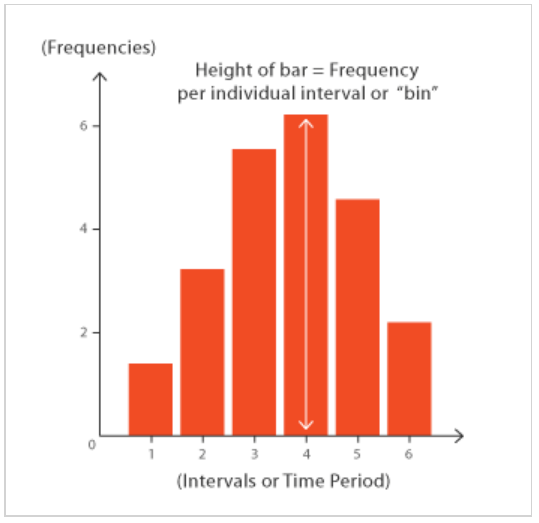 (Frequencies)
Height of bar = Frequency
per individual interval or “bin”
6
4
2
0
1 2 3 4 5 6
(Intervals or Time Period)